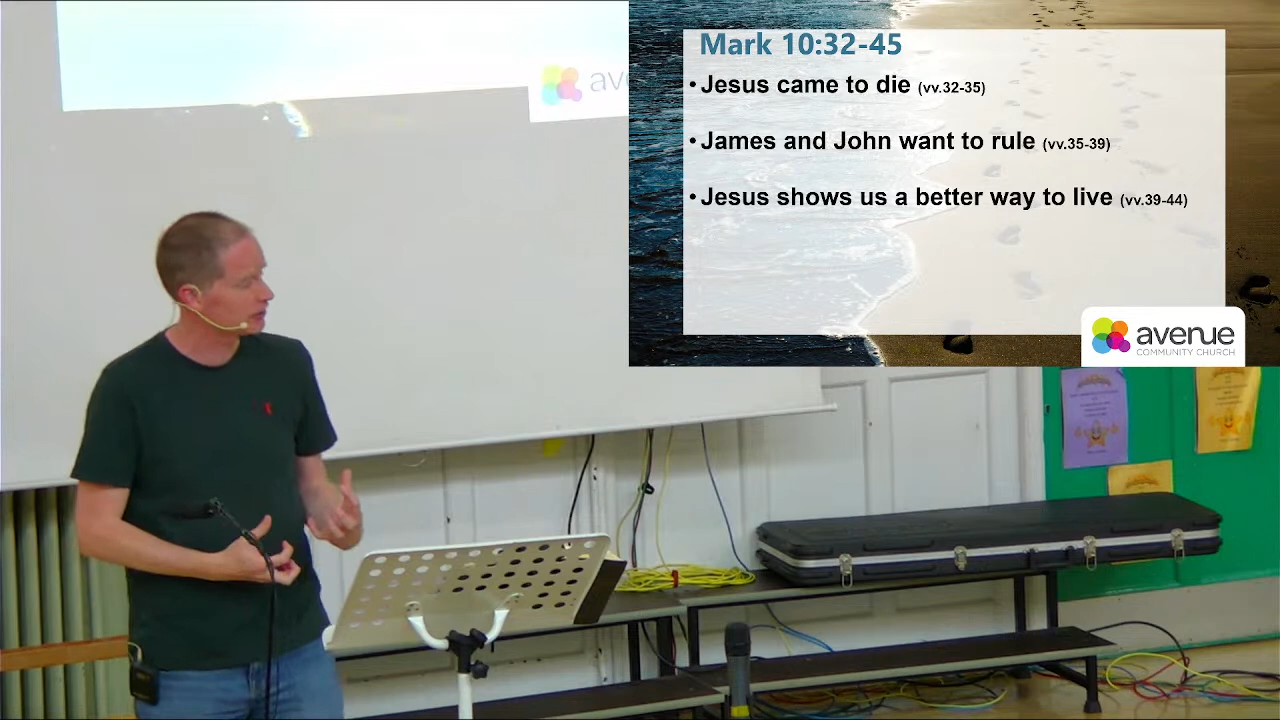 ave
Mark 10:32-45
• Jesus came to die (vv.32-35)
• James and John want to rule (vv.35-39)
• Jesus shows us a better way to live (vv.39-44)
avenue
COMMUNITY CHURCH